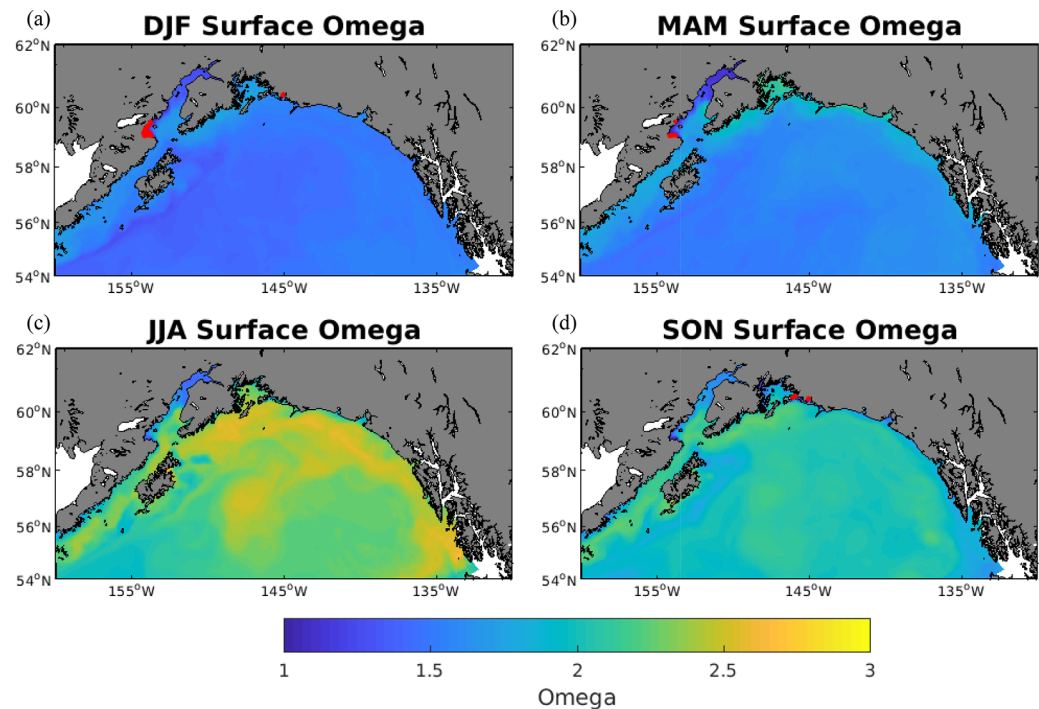 (a) DJF Surface Omega
(b) MAM Surface Omega
62°N
60°N
58°N
56°N
54°N
155°W 145°W 135°W
62°N
60°N
58°N
56°N
54°N
155°W 145°W 135°W
(c) JJA Surface Omega
(d) SON Surface Omega
62°N
60°N
58°N
56°N
54°N
155°W 145°W 135°W
62°N
60°N
58°N
56°N
54°N
155°W 145°W 135°W
1 1.5 2 2.5 3
Omega